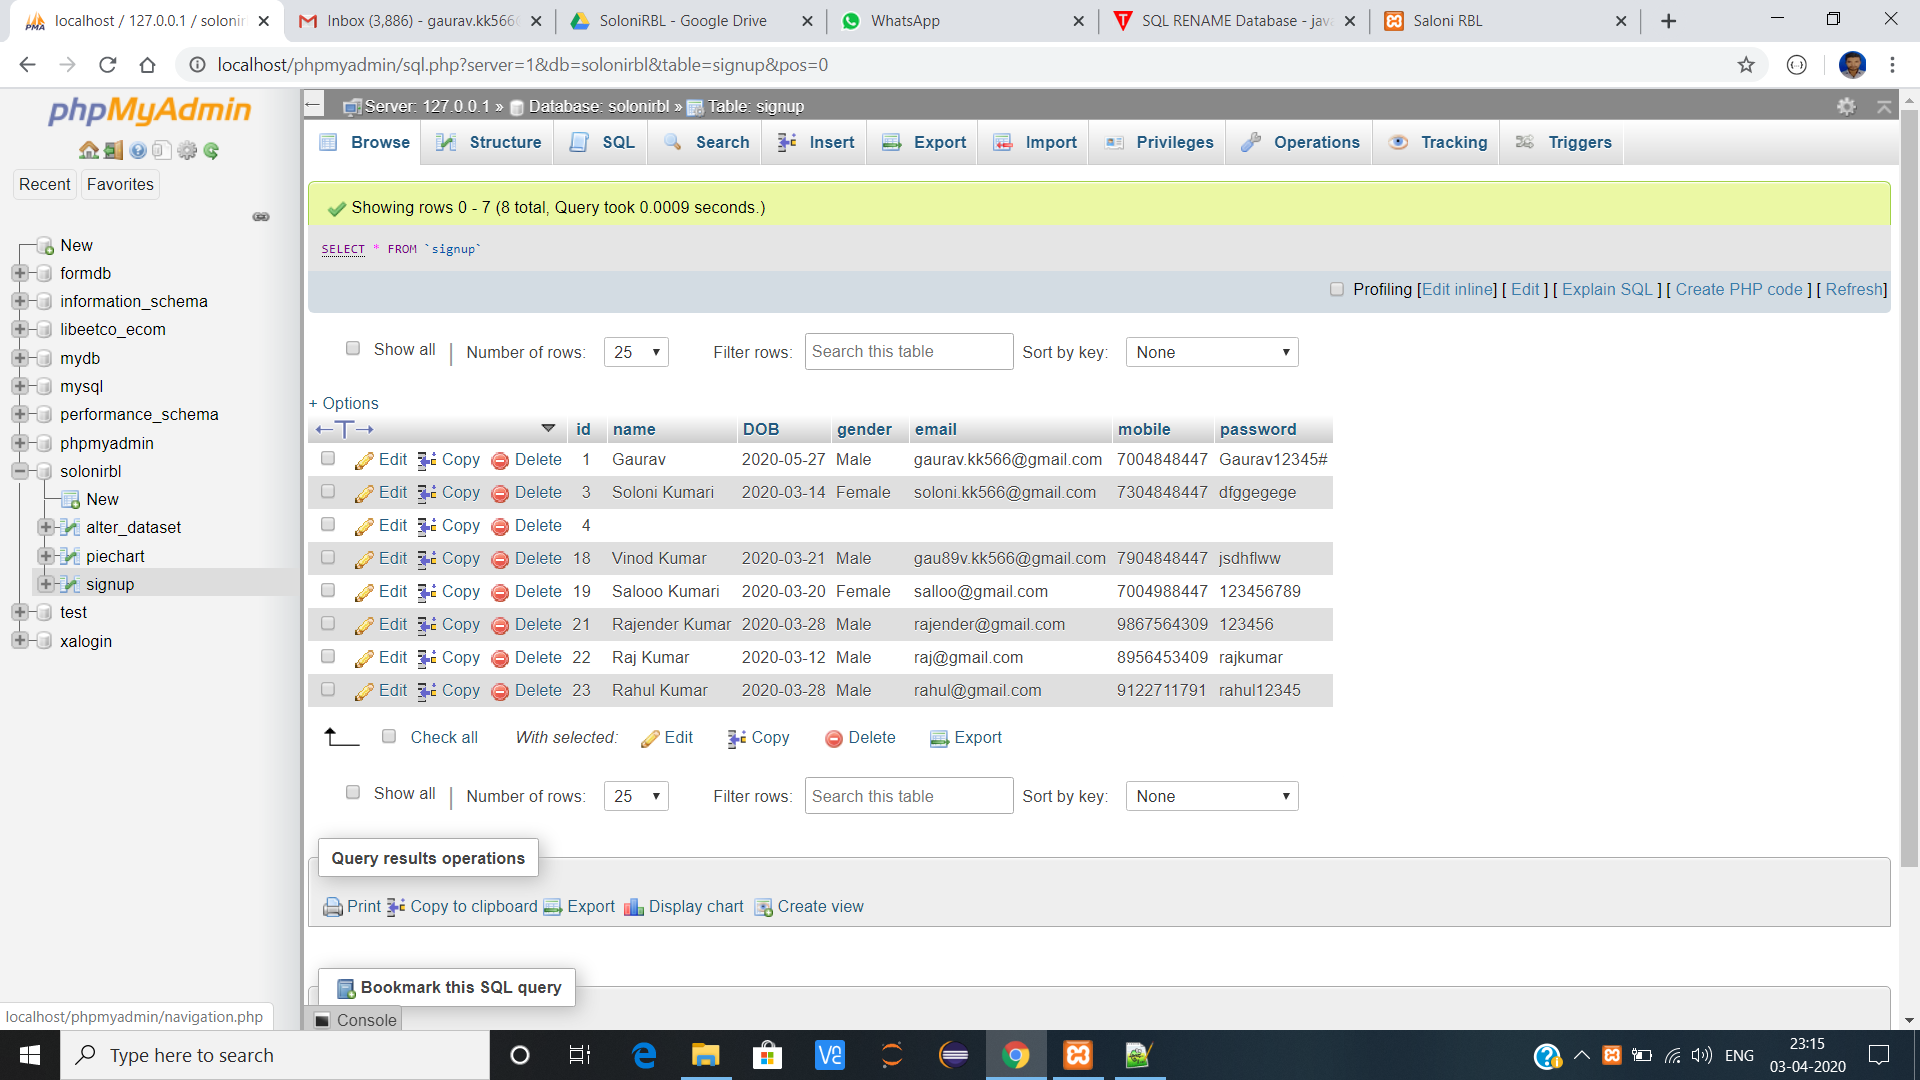 localhost / 127.0.0.1 / solonir
Inbox (3,886) - gaurav.kk566
SoloniRBL - Google Drive
WhatsApp
SQL RENAME Database - java
Saloni RBL
localhost/phpmyadmin/sql.php?server=1&db=solonirbl&table=signup&pos=0
phpMyAdmin
Recent Favorites
New
formdb
information_schema
libeetco_ecom
mydb
mysql
performance_schema
phpmyadmin
solonirbl
New
alter_dataset
piechart
signup
test
xalogin
localhost/phpmyadmin/navigation.php
Server: 127.0.0.1 » Database: solonirbl » Table: signup
Browse Structure SQL Search Insert Export Import Privileges Operations Tracking Triggers
Showing rows 0 - 7 (8 total, Query took 0.0009 seconds.)
SELECT * FROM `signup`
Profiling [Edit inline] [ Edit ] [ Explain SQL ] [ Create PHP code ] [ Refresh]
Show all | Number of rows: 25 Filter rows: Search this table Sort by key: None
+ Options
←T→ id name DOB gender email mobile password
Edit Copy Delete 1 Gaurav 2020-05-27 Male gaurav.kk566@gmail.com 7004848447 Gaurav12345#
Edit Copy Delete 3 Soloni Kumari 2020-03-14 Female soloni.kk566@gmail.com 7304848447 dfggegege
Edit Copy Delete 4
Edit Copy Delete 18 Vinod Kumar 2020-03-21 Male gau89v.kk566@gmail.com 7904848447 jsdhflww
Edit Copy Delete 19 Salooo Kumari 2020-03-20 Female salloo@gmail.com 7004988447 123456789
Edit Copy Delete 21 Rajender Kumar 2020-03-28 Male rajender@gmail.com 9867564309 123456
Edit Copy Delete 22 Raj Kumar 2020-03-12 Male raj@gmail.com 8956453409 rajkumar
Edit Copy Delete 23 Rahul Kumar 2020-03-28 Male rahul@gmail.com 9122711791 rahul12345
Check all With selected: Edit Copy Delete Export
Show all | Number of rows: 25 Filter rows: Search this table Sort by key: None
Query results operations
Print Copy to clipboard Export Display chart Create view
Bookmark this SQL query
Console
Type here to search
ENG
23:15
03-04-2020